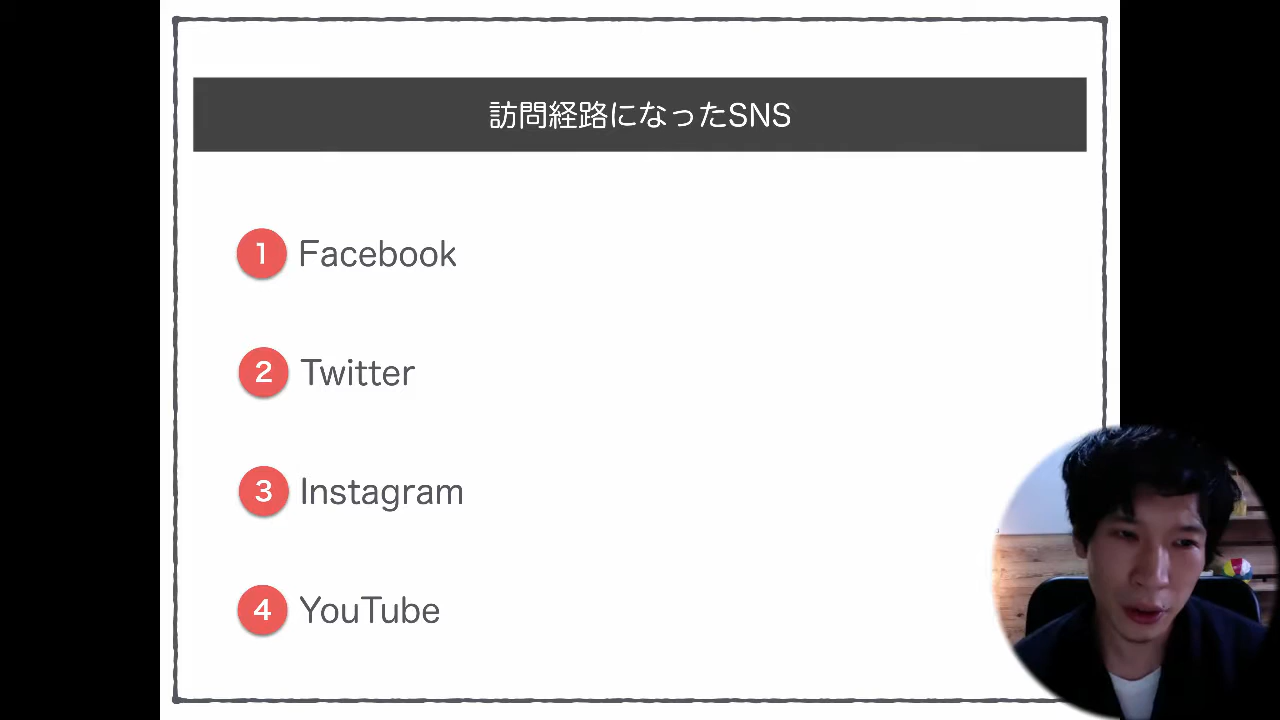 訪問経路になったSNS
1 Facebook
2 Twitter
3 Instagram
4 YouTube